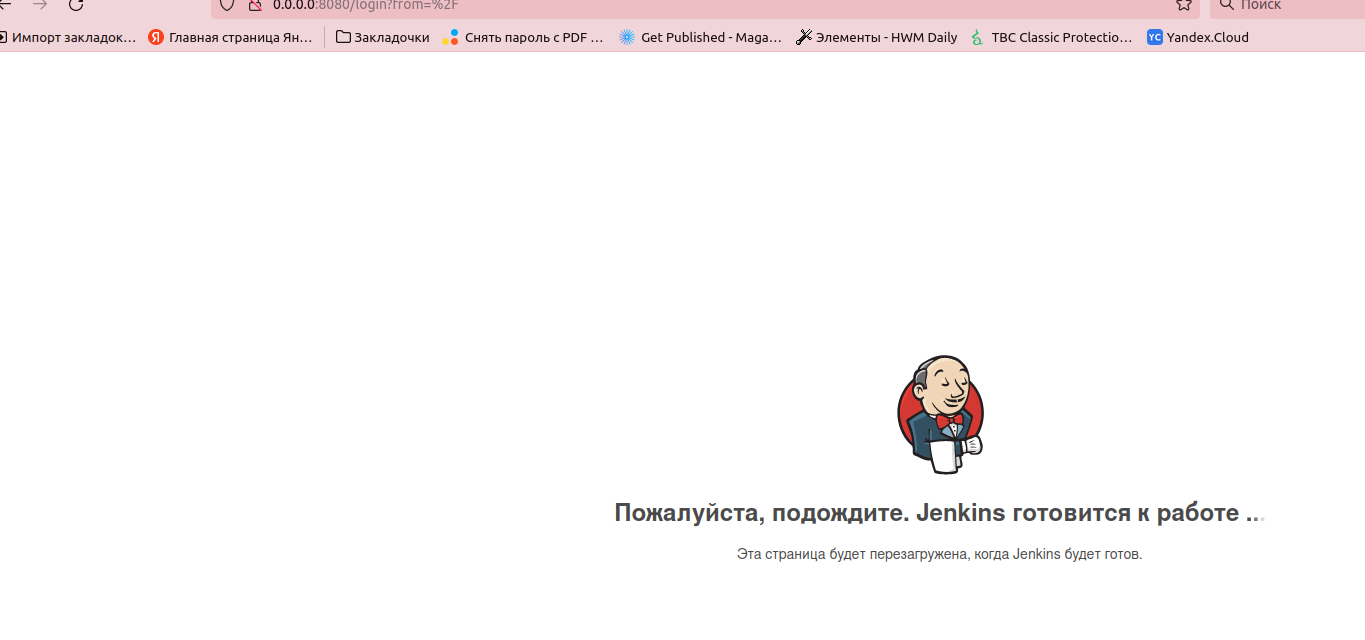 0.0.0.0:8080/login?from=%2F Поиск
Импорт закладок… Главная страница Ян… Закладочки Снять пароль с PDF … Get Published - Maga… Элементы - HWM Daily TBC Classic Protectio… YC Yandex.Cloud
Пожалуйста, подождите. Jenkins готовится к работе ...
Эта страница будет перезагружена, когда Jenkins будет готов.